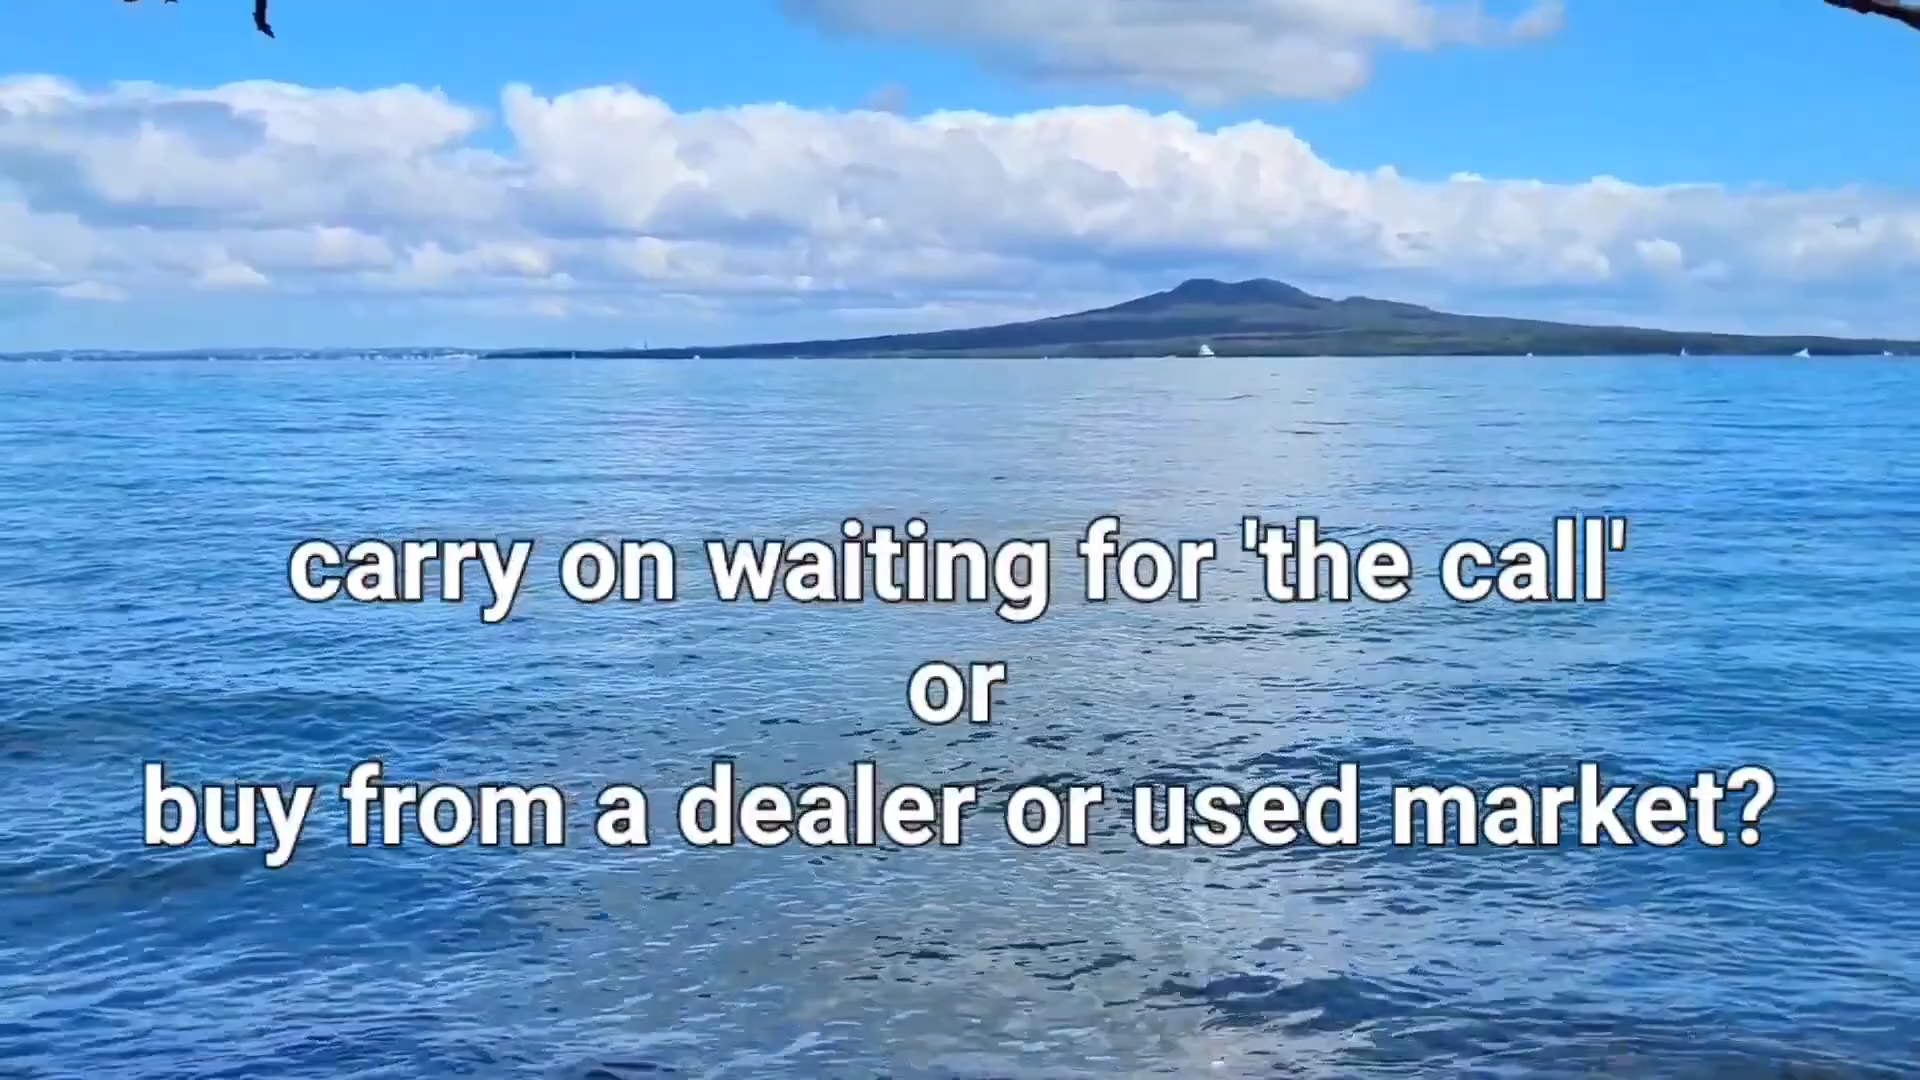 carry on waiting for 'the call'
or
buy from a dealer or used market?